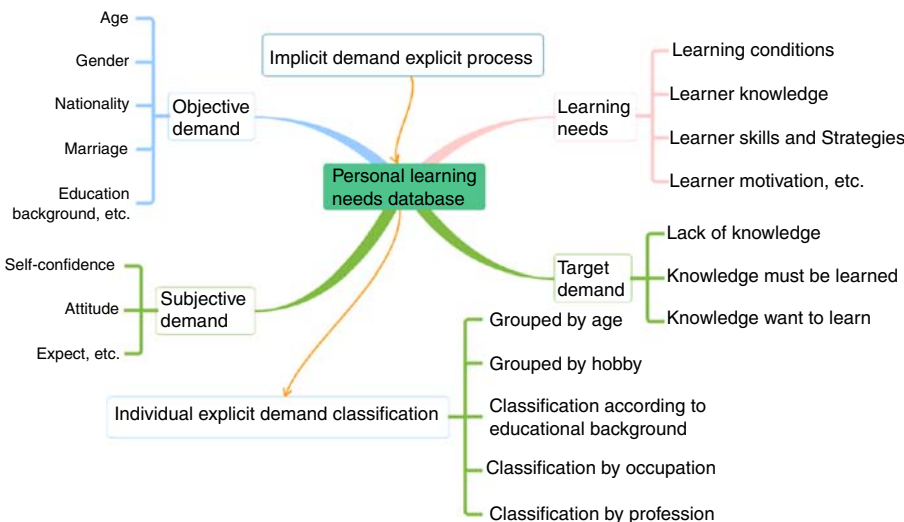 Age
Gender
Nationality
Marriage
Education
background, etc.
Objective
demand
Implicit demand explicit process
Learning
needs
Learning conditions
Learner knowledge
Learner skills and Strategies
Learner motivation, etc.
Personal learning
needs database
Self-confidence
Attitude
Expect, etc.
Subjective
demand
Target
demand
Lack of knowledge
Knowledge must be learned
Knowledge want to learn
Individual explicit demand classification
Grouped by age
Grouped by hobby
Classification according to
educational background
Classification by occupation
Classification by profession